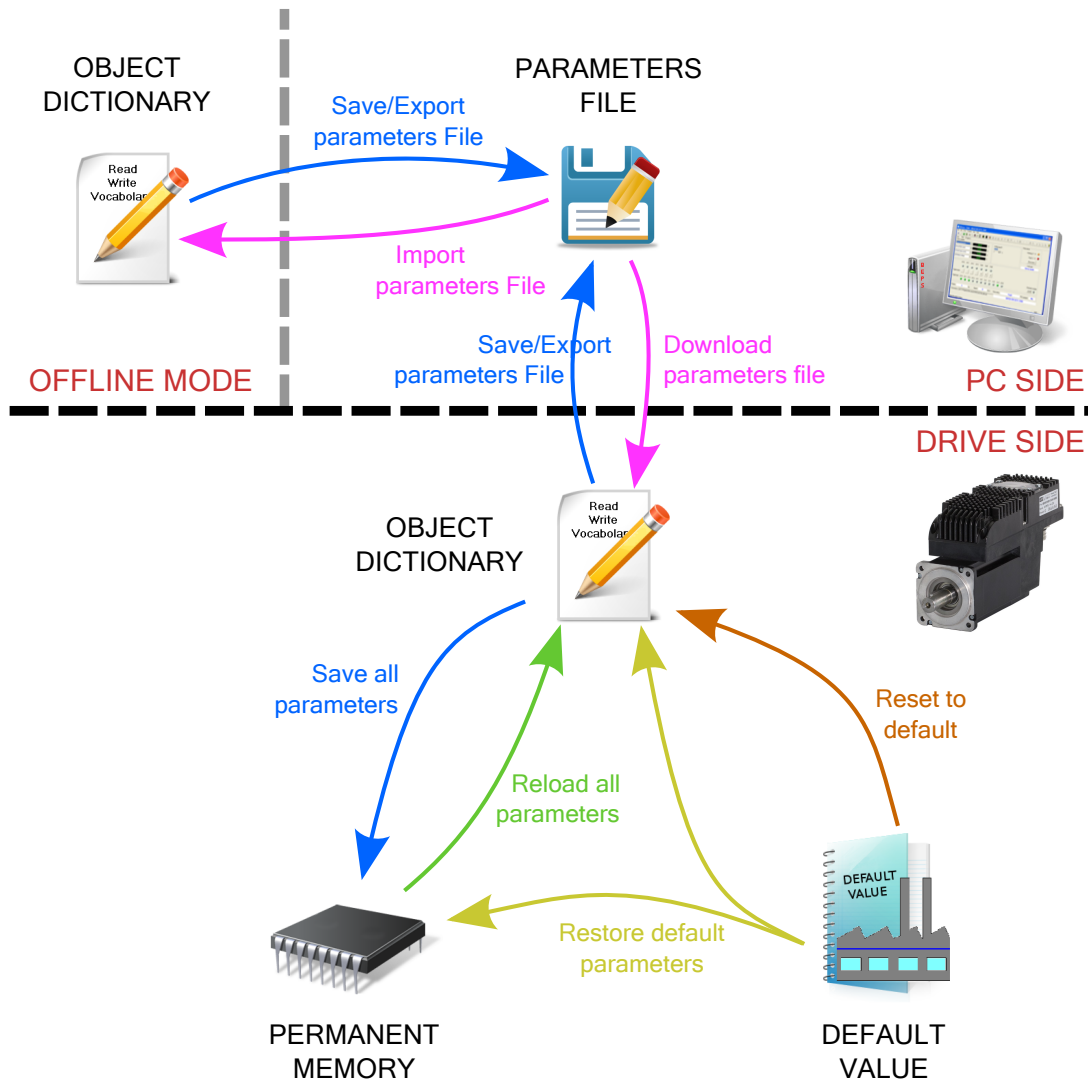 OBJECT
DICTIONARY
PARAMETERS
FILE
Save/Export
parameters File
Read
Write
Vocabolar
Import
parameters File
Save/Export
parameters File
Download
parameters file
OFFLINE MODE
PC SIDE
DRIVE SIDE
OBJECT
DICTIONARY
Read
Write
Vocabolar
Save all
parameters
Reset to
default
Reload all
parameters
DEFAULT
VALUE
Restore default
parameters
PERMANENT
MEMORY
DEFAULT
VALUE